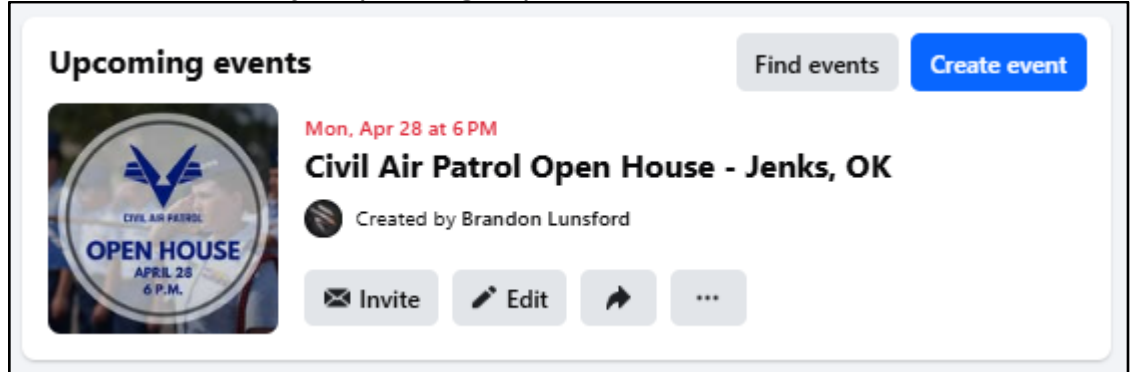 Upcoming events
Find events
Create event
Mon, Apr 28 at 6 PM
Civil Air Patrol Open House - Jenks, OK
Created by Brandon Lunsford
Invite
Edit
CIVIL AIR PATROL
OPEN HOUSE
APRIL 28
6 P.M.